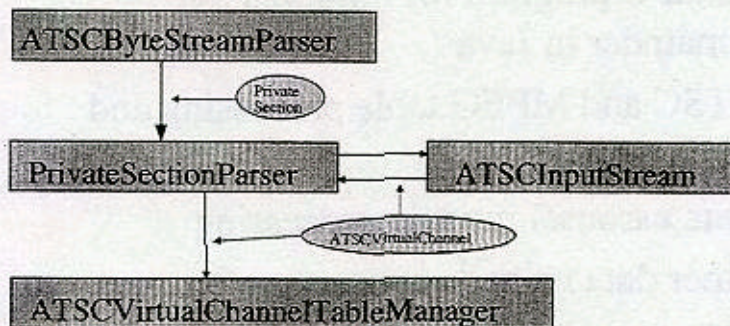 ATSCByteStreamParser
Private
Section
PrivateSectionParser
ATSCInputStream
ATSCVirtualChannel
ATSCVirtualChannelTableManager